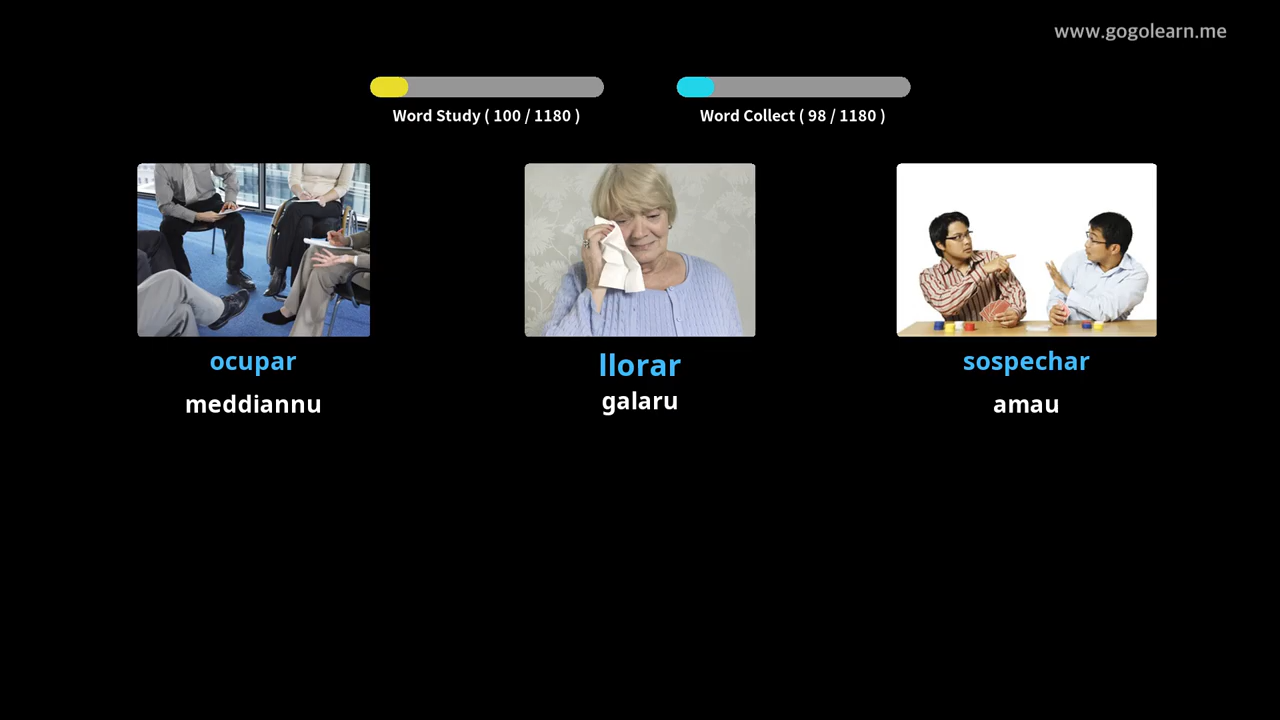 www.gogolearn.me
Word Study ( 100 / 1180 )
Word Collect ( 98 / 1180 )
ocupar
llorar
sospechar
meddiannu
galaru
amau